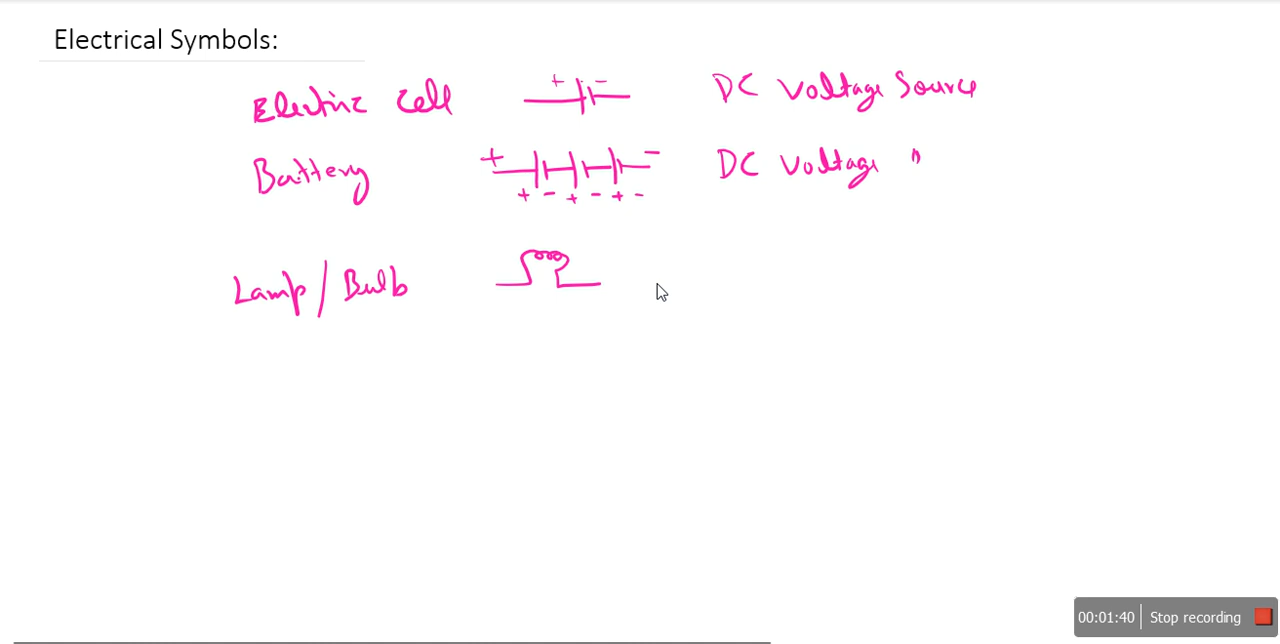 Electrical Symbols:
Electric Cell + - DC Voltage Source
Battery + - DC Voltage "
+ - + - + -
Lamp / Bulb
00:01:40 Stop recording